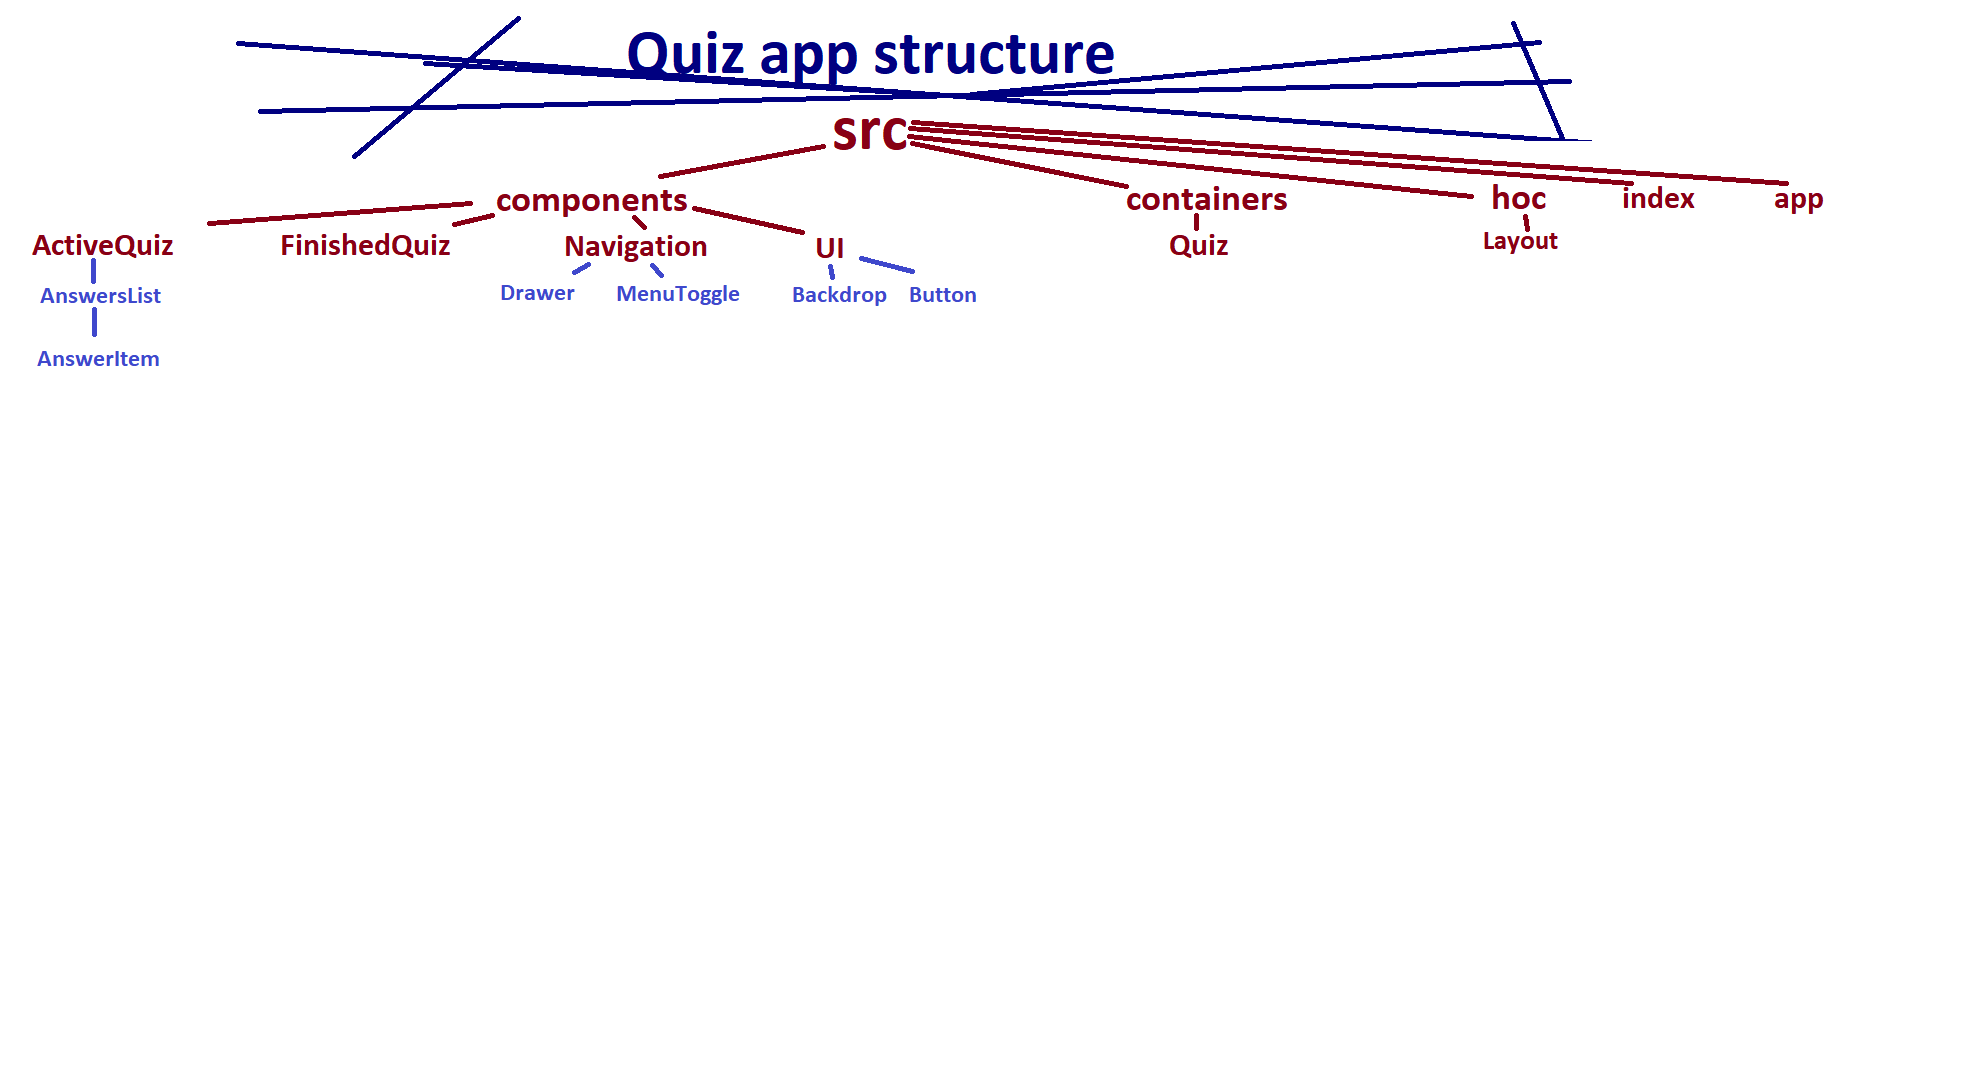 Quiz app structure
src
components containers hoc index app
ActiveQuiz FinishedQuiz Navigation UI Quiz Layout
AnswersList Drawer MenuToggle Backdrop Button
AnswerItem